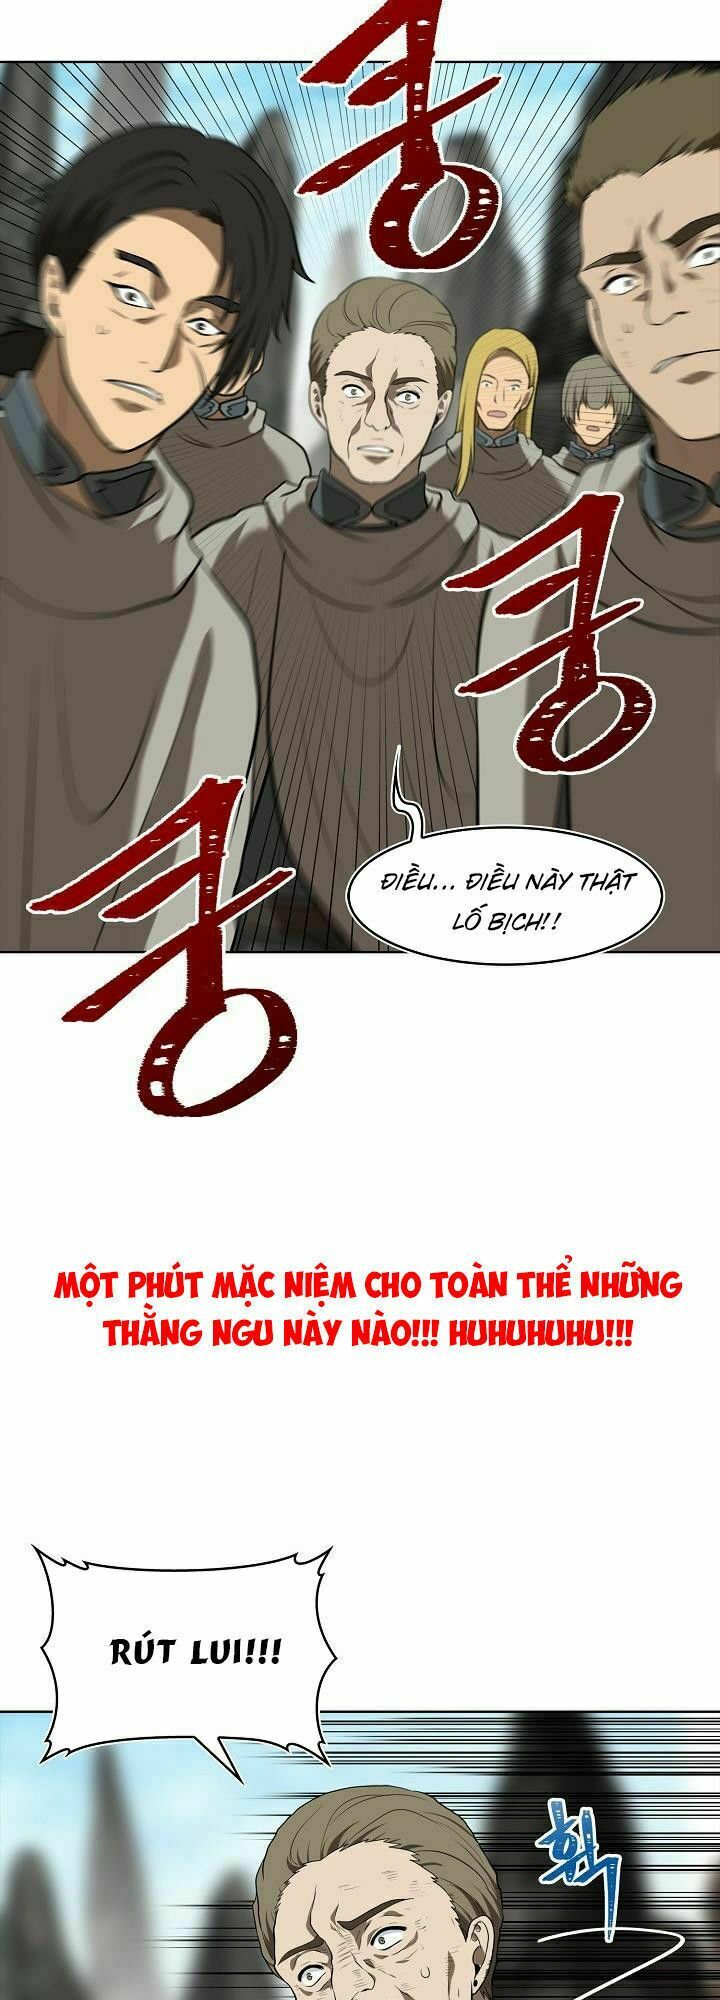 쿵
쿵
쿵
ĐIỀU... ĐIỀU NÀY THẬT
LỐ BỊCH!!
MỘT PHÚT MẶC NIỆM CHO TOÀN THỂ NHỮNG
THẰNG NGU NÀY NÀO!!! HUHUHUHU!!!
RÚT LUI!!!
획